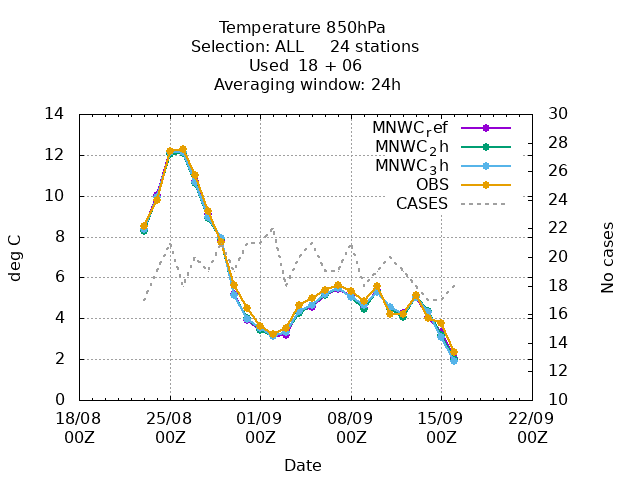 Temperature 850hPa
Selection: ALL     24 stations
Used  18 + 06
Averaging window: 24h
MNWC_ref
MNWC_2h
MNWC_3h
OBS
CASES
deg C
14
12
10
8
6
4
2
0
No cases
30
28
26
24
22
20
18
16
14
12
10
18/08 25/08 01/09 08/09 15/09 22/09
00Z 00Z 00Z 00Z 00Z 00Z
Date